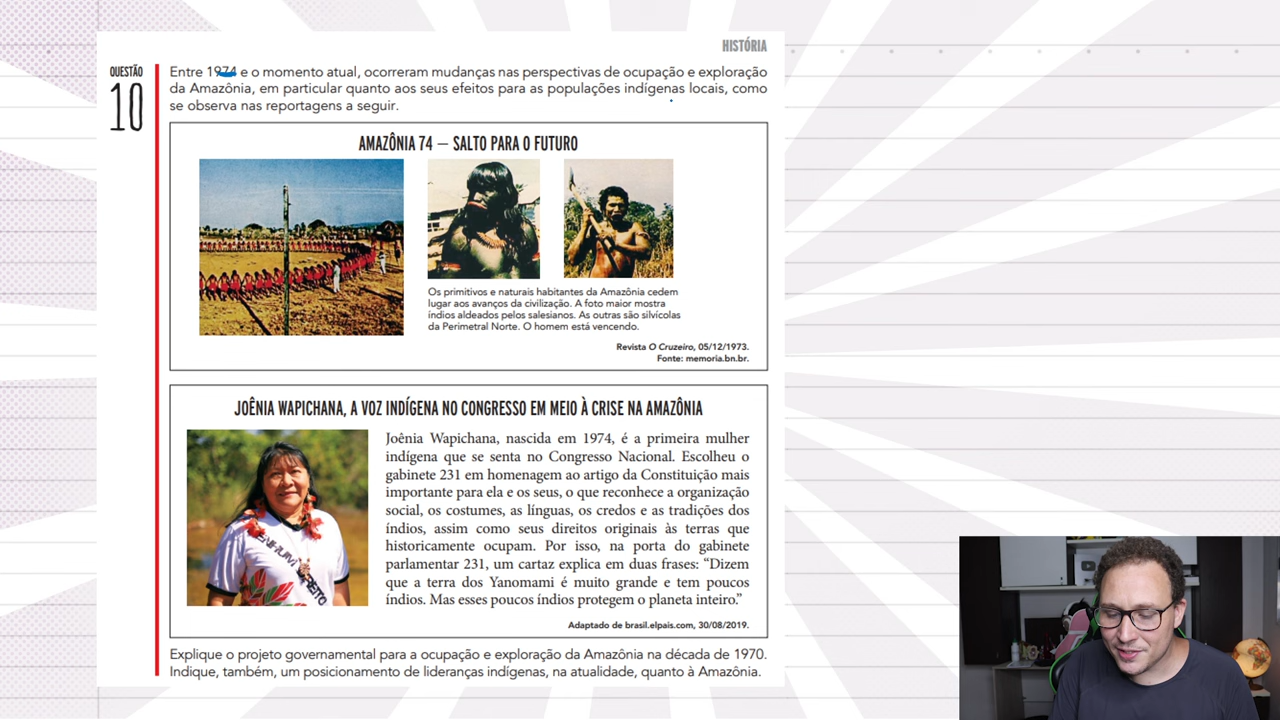 HISTÓRIA
QUESTÃO
10
Entre 1974 e o momento atual, ocorreram mudanças nas perspectivas de ocupação e exploração
da Amazônia, em particular quanto aos seus efeitos para as populações indígenas locais, como
se observa nas reportagens a seguir.
AMAZÔNIA 74 — SALTO PARA O FUTURO
Os primitivos e naturais habitantes da Amazônia cedem
lugar aos avanços da civilização. A foto maior mostra
índios aldeados pelos salesianos. As outras são silvícolas
da Perimetral Norte. O homem está vencendo.
Revista O Cruzeiro, 05/12/1973.
Fonte: memoria.bn.br.
JOÊNIA WAPICHANA, A VOZ INDÍGENA NO CONGRESSO EM MEIO À CRISE NA AMAZÔNIA
Joênia Wapichana, nascida em 1974, é a primeira mulher
indígena que se senta no Congresso Nacional. Escolheu o
gabinete 231 em homenagem ao artigo da Constituição mais
importante para ela e os seus, o que reconhece a organização
social, os costumes, as línguas, os credos e as tradições dos
índios, assim como seus direitos originais às terras que
historicamente ocupam. Por isso, na porta do gabinete
parlamentar 231, um cartaz explica em duas frases: “Dizem
que a terra dos Yanomami é muito grande e tem poucos
índios. Mas esses poucos índios protegem o planeta inteiro.”
Adaptado de brasil.elpais.com, 30/08/2019.
Explique o projeto governamental para a ocupação e exploração da Amazônia na década de 1970.
Indique, também, um posicionamento de lideranças indígenas, na atualidade, quanto à Amazônia.